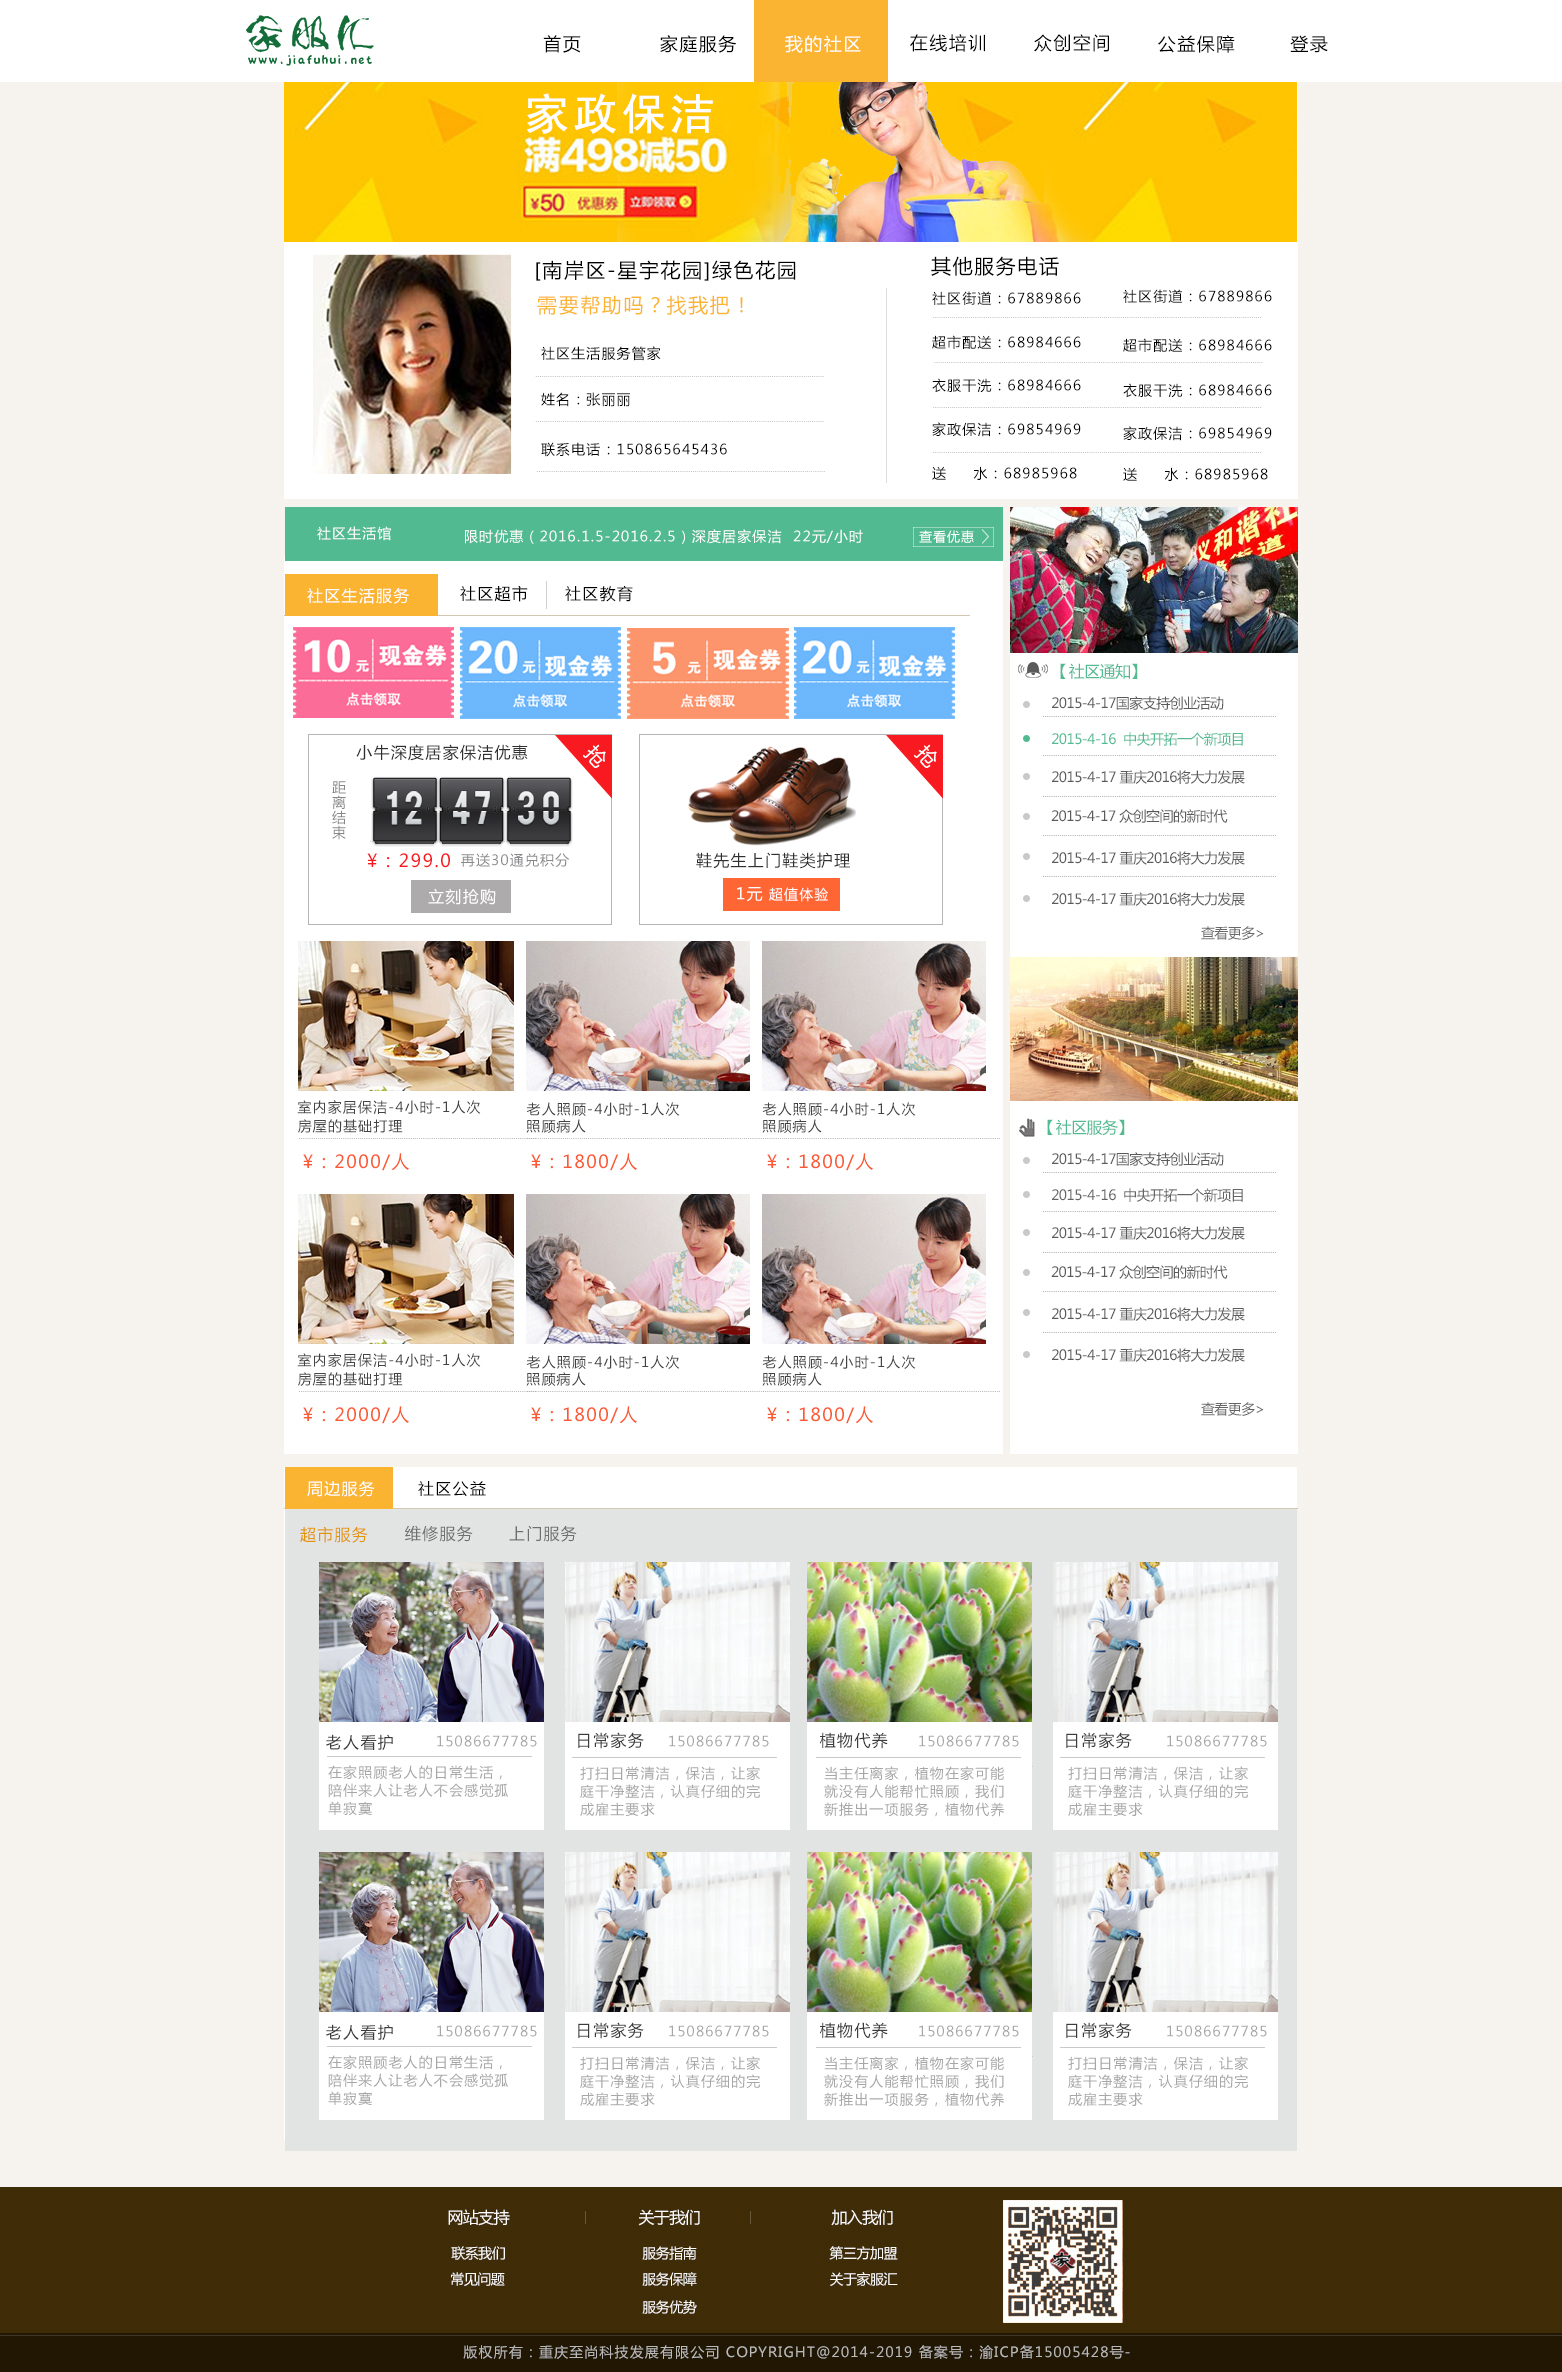 家服汇
www.jiafuhui.net
首页 家庭服务 我的社区 在线培训 众创空间 公益保障 登录
家政保洁
满498减50
¥50 优惠券 立即领取
[南岸区-星宇花园]绿色花园
需要帮助吗？找我把！
社区生活服务管家
姓名：张丽丽
联系电话：150865645436
其他服务电话
社区街道：67889866 社区街道：67889866
超市配送：68984666 超市配送：68984666
衣服干洗：68984666 衣服干洗：68984666
家政保洁：69854969 家政保洁：69854969
送 水：68985968 送 水：68985968
社区生活馆 限时优惠（2016.1.5-2016.2.5）深度居家保洁 22元/小时 查看优惠
社区生活服务 社区超市 社区教育
10元 现金券 20元 现金券 5元 现金券 20元 现金券
点击领取 点击领取 点击领取 点击领取
小牛深度居家保洁优惠 抢
距离结束
12 47 30
¥：299.0 再送30通兑积分
立刻抢购
抢
鞋先生上门鞋类护理
1元 超值体验
室内家居保洁-4小时-1人次 老人照顾-4小时-1人次 老人照顾-4小时-1人次
房屋的基础打理 照顾病人 照顾病人
¥：2000/人 ¥：1800/人 ¥：1800/人
室内家居保洁-4小时-1人次 老人照顾-4小时-1人次 老人照顾-4小时-1人次
房屋的基础打理 照顾病人 照顾病人
¥：2000/人 ¥：1800/人 ¥：1800/人
义和谐社
街道
【社区通知】
2015-4-17国家支持创业活动
2015-4-16 中央开拓一个新项目
2015-4-17 重庆2016将大力发展
2015-4-17 众创空间的新时代
2015-4-17 重庆2016将大力发展
2015-4-17 重庆2016将大力发展
查看更多>
【社区服务】
2015-4-17国家支持创业活动
2015-4-16 中央开拓一个新项目
2015-4-17 重庆2016将大力发展
2015-4-17 众创空间的新时代
2015-4-17 重庆2016将大力发展
2015-4-17 重庆2016将大力发展
查看更多>
周边服务 社区公益
超市服务 维修服务 上门服务
老人看护 15086677785
在家照顾老人的日常生活，
陪伴来人让老人不会感觉孤
单寂寞
日常家务 15086677785
打扫日常清洁，保洁，让家
庭干净整洁，认真仔细的完
成雇主要求
植物代养 15086677785
当主任离家，植物在家可能
就没有人能帮忙照顾，我们
新推出一项服务，植物代养
日常家务 15086677785
打扫日常清洁，保洁，让家
庭干净整洁，认真仔细的完
成雇主要求
老人看护 15086677785
在家照顾老人的日常生活，
陪伴来人让老人不会感觉孤
单寂寞
日常家务 15086677785
打扫日常清洁，保洁，让家
庭干净整洁，认真仔细的完
成雇主要求
植物代养 15086677785
当主任离家，植物在家可能
就没有人能帮忙照顾，我们
新推出一项服务，植物代养
日常家务 15086677785
打扫日常清洁，保洁，让家
庭干净整洁，认真仔细的完
成雇主要求
网站支持 关于我们 加入我们
联系我们 服务指南 第三方加盟
常见问题 服务保障 关于家服汇
服务优势
家
版权所有：重庆至尚科技发展有限公司 COPYRIGHT@2014-2019 备案号：渝ICP备15005428号-